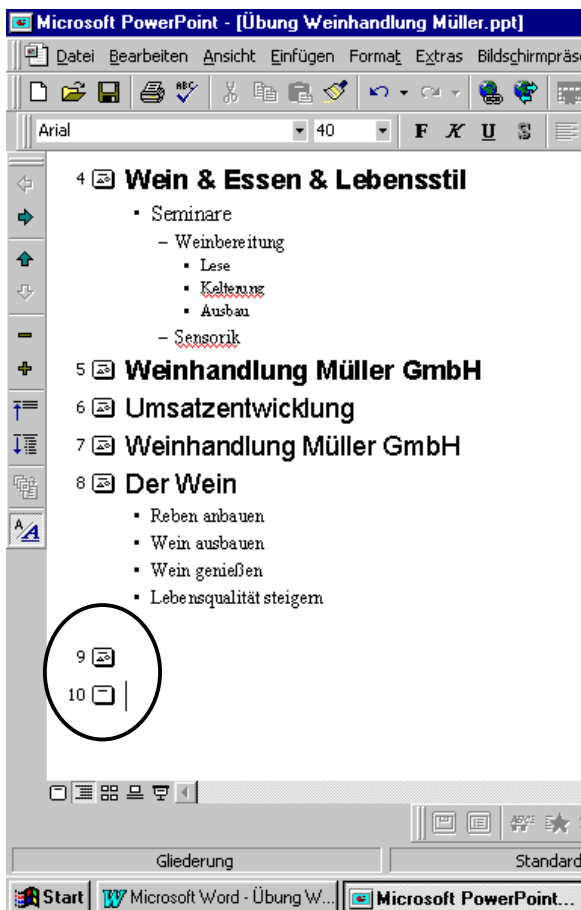 Microsoft PowerPoint - [Übung Weinhandlung Müller.ppt]
Datei Bearbeiten Ansicht Einfügen Format Extras Bildschirmpräse
ABC
Arial 40 F K U S
4 Wein & Essen & Lebensstil
▪ Seminare
– Weinbereitung
▪ Lese
▪ Kelterung
▪ Ausbau
– Sensorik
5 Weinhandlung Müller GmbH
6 Umsatzentwicklung
7 Weinhandlung Müller GmbH
8 Der Wein
▪ Reben anbauen
▪ Wein ausbauen
▪ Wein genießen
▪ Lebensqualität steigern
9
10
Gliederung Standard
Start Microsoft Word - Übung W... Microsoft PowerPoint...